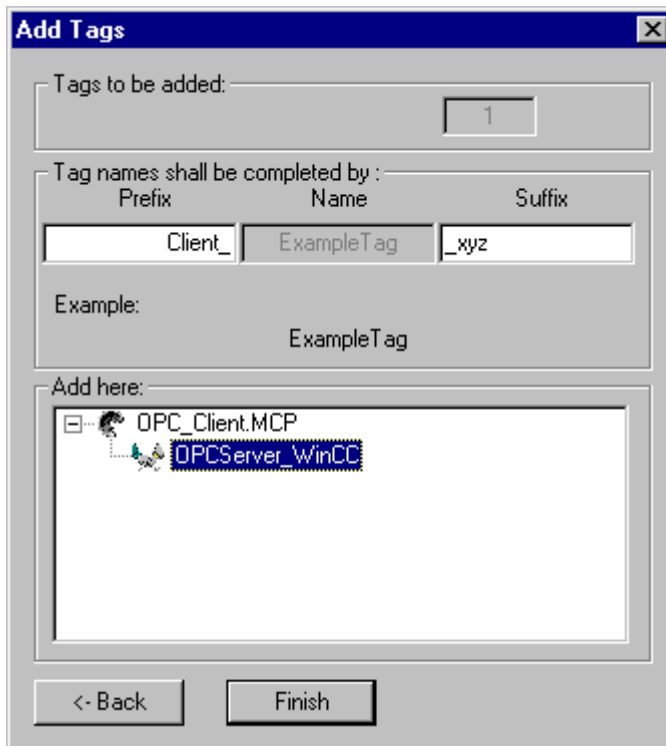 Add Tags
Tags to be added:
1
Tag names shall be completed by :
Prefix Name Suffix
Client_ ExampleTag _xyz
Example:
ExampleTag
Add here:
OPC_Client.MCP
OPCServer_WinCC
<- Back Finish